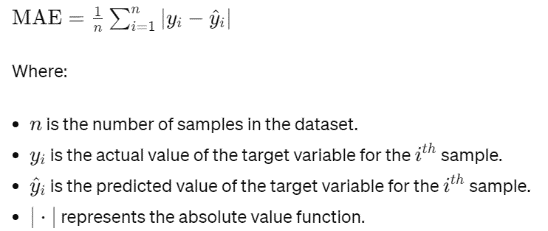 MAE = \frac{1}{n} \sum_{i=1}^{n} |y_i - \hat{y}_i|
Where:
• n is the number of samples in the dataset.
• y_i is the actual value of the target variable for the i^{th} sample.
• \hat{y}_i is the predicted value of the target variable for the i^{th} sample.
• | · | represents the absolute value function.